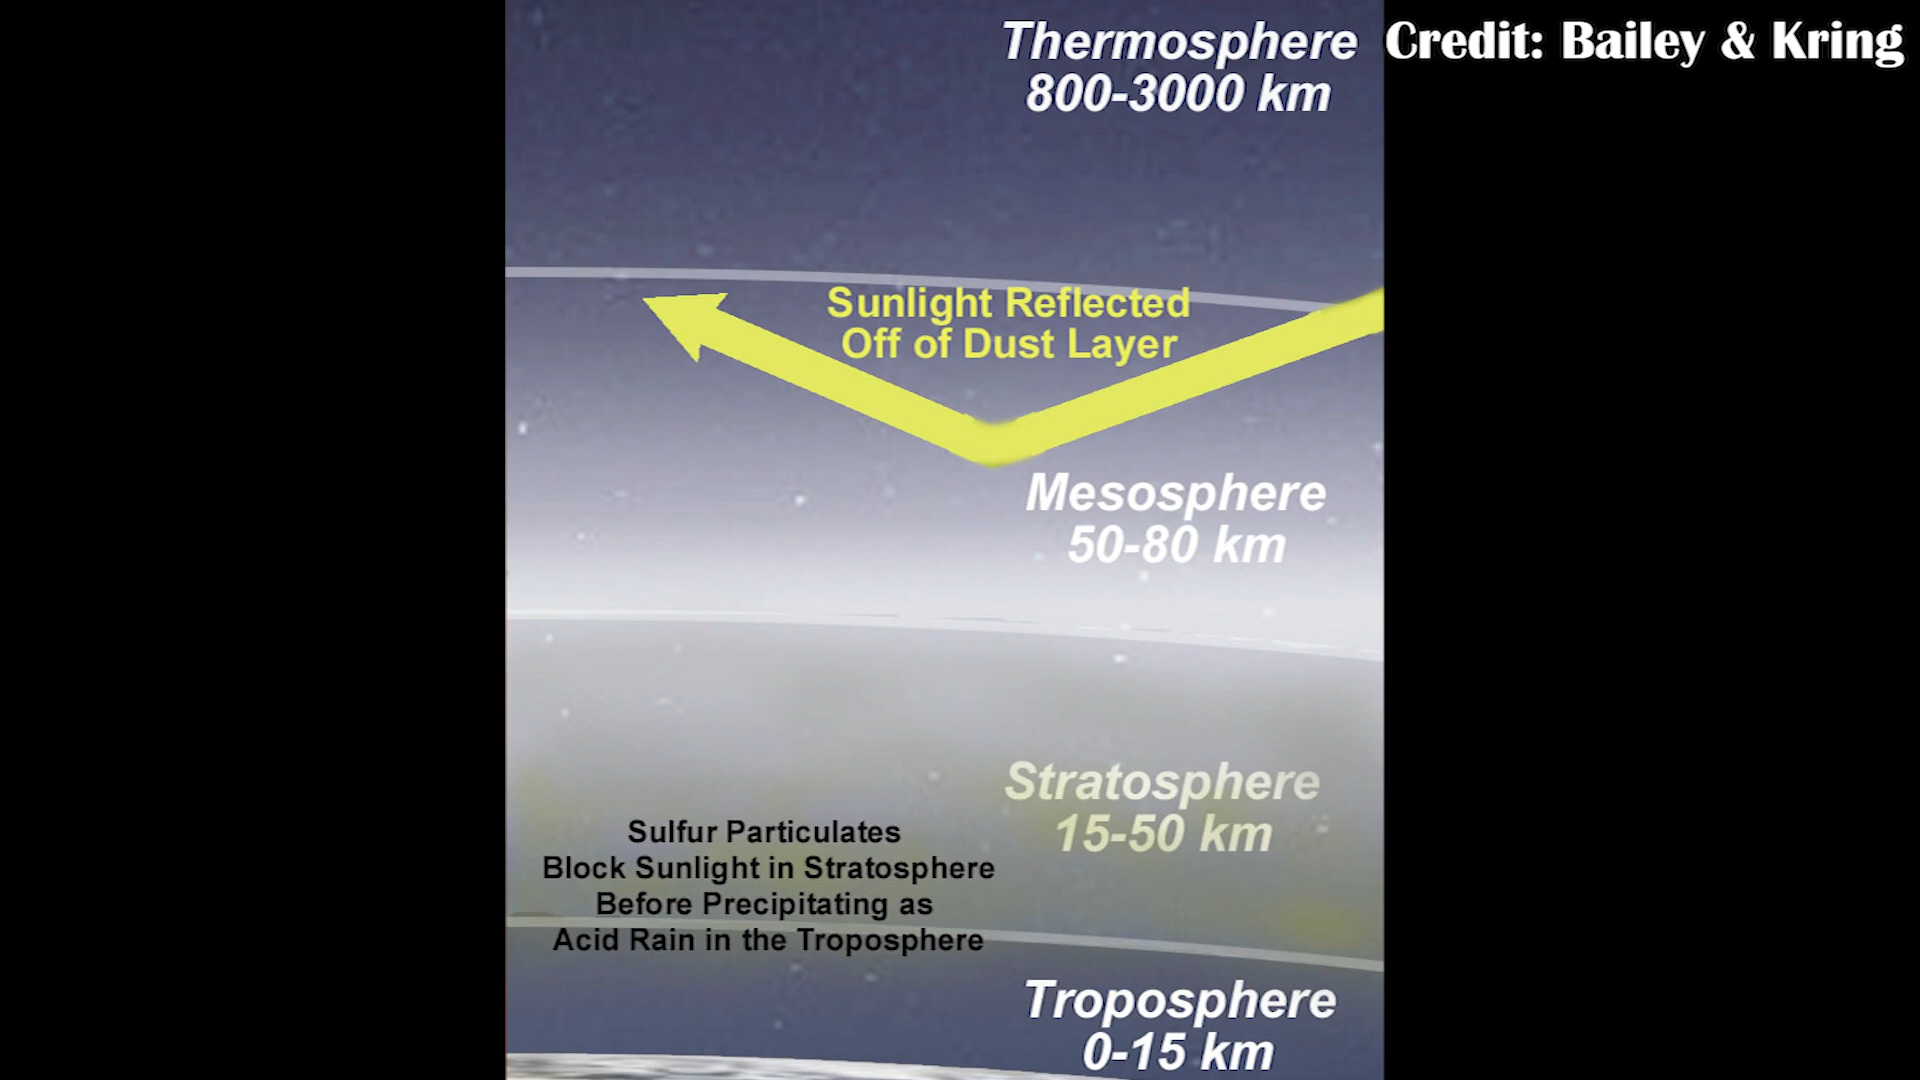 Thermosphere
800-3000 km
Credit: Bailey & Kring
Sunlight Reflected
Off of Dust Layer
Mesosphere
50-80 km
Stratosphere
15-50 km
Sulfur Particulates
Block Sunlight in Stratosphere
Before Precipitating as
Acid Rain in the Troposphere
Troposphere
0-15 km